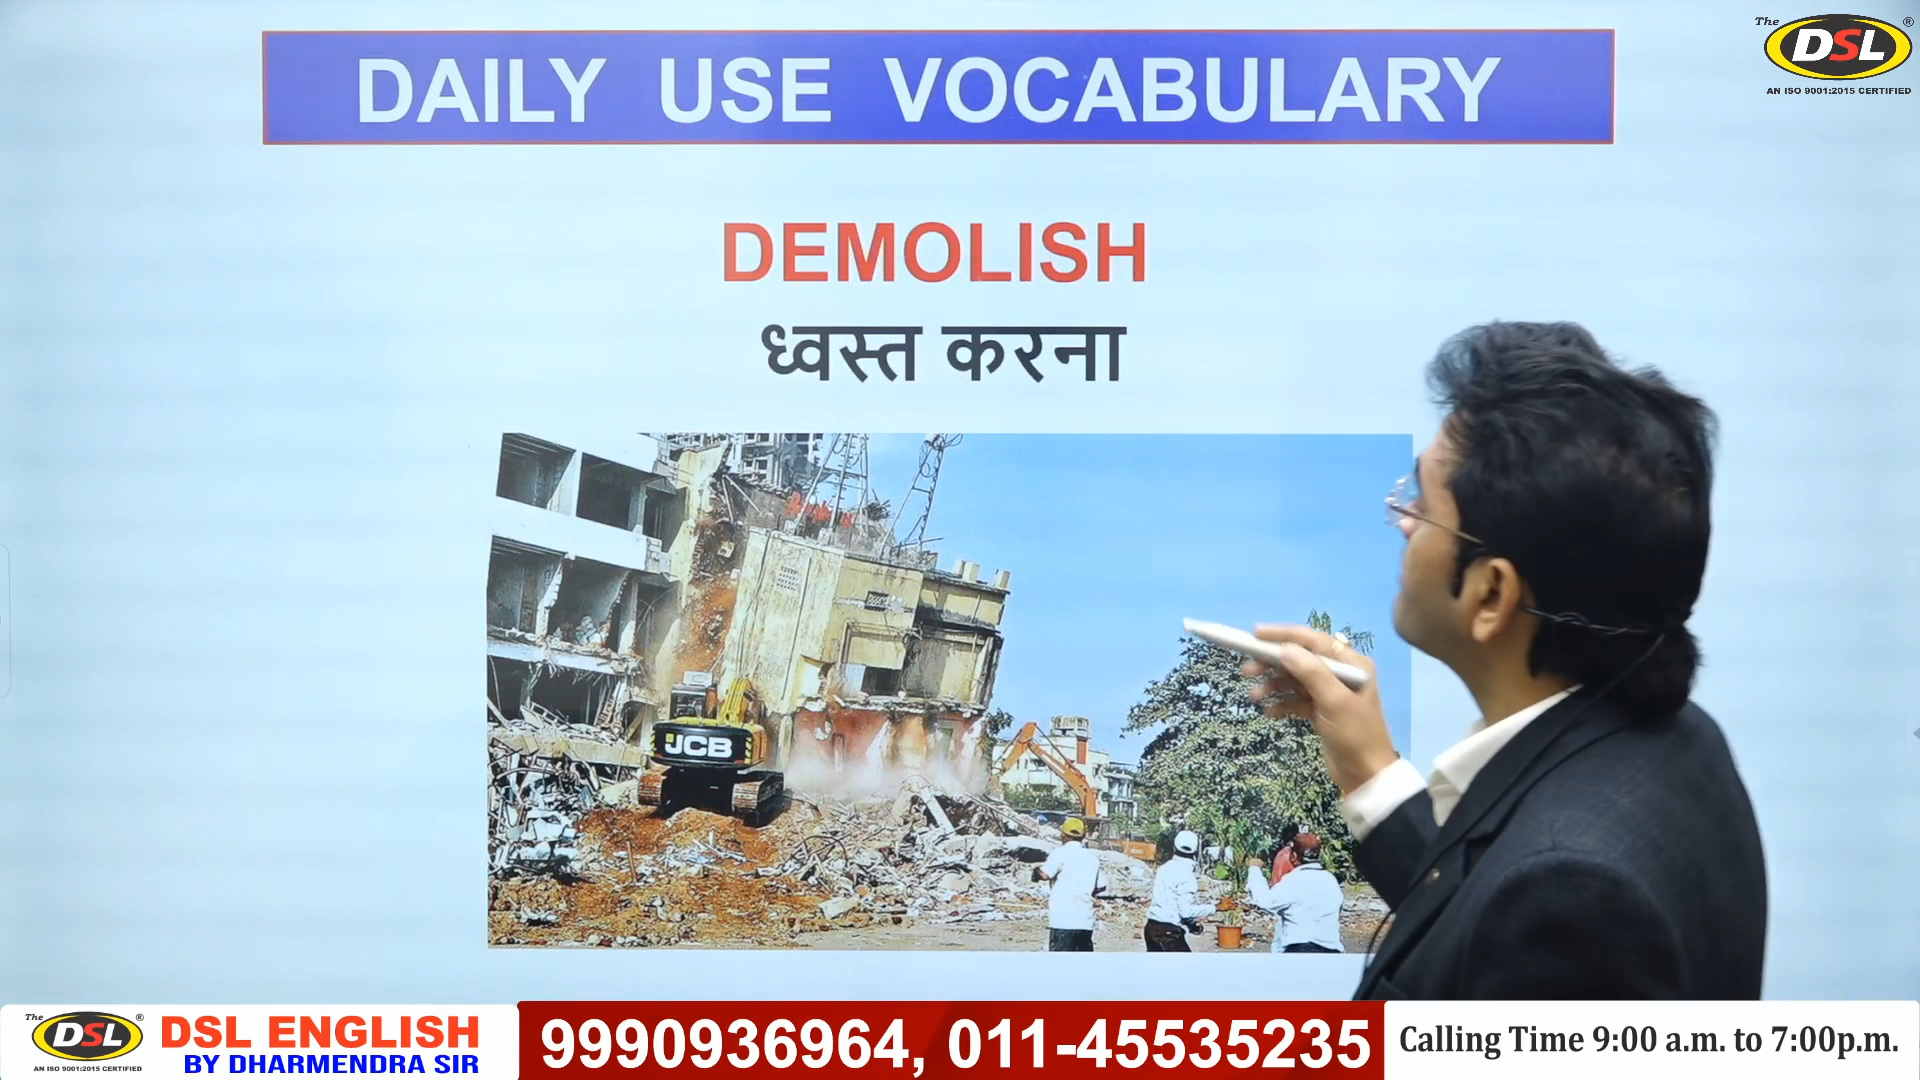 DAILY USE VOCABULARY
The DSL ®
AN ISO 9001:2015 CERTIFIED
DEMOLISH
ध्वस्त करना
JCB
The DSL ®
AN ISO 9001:2015 CERTIFIED
DSL ENGLISH
BY DHARMENDRA SIR
9990936964, 011-45535235
Calling Time 9:00 a.m. to 7:00p.m.